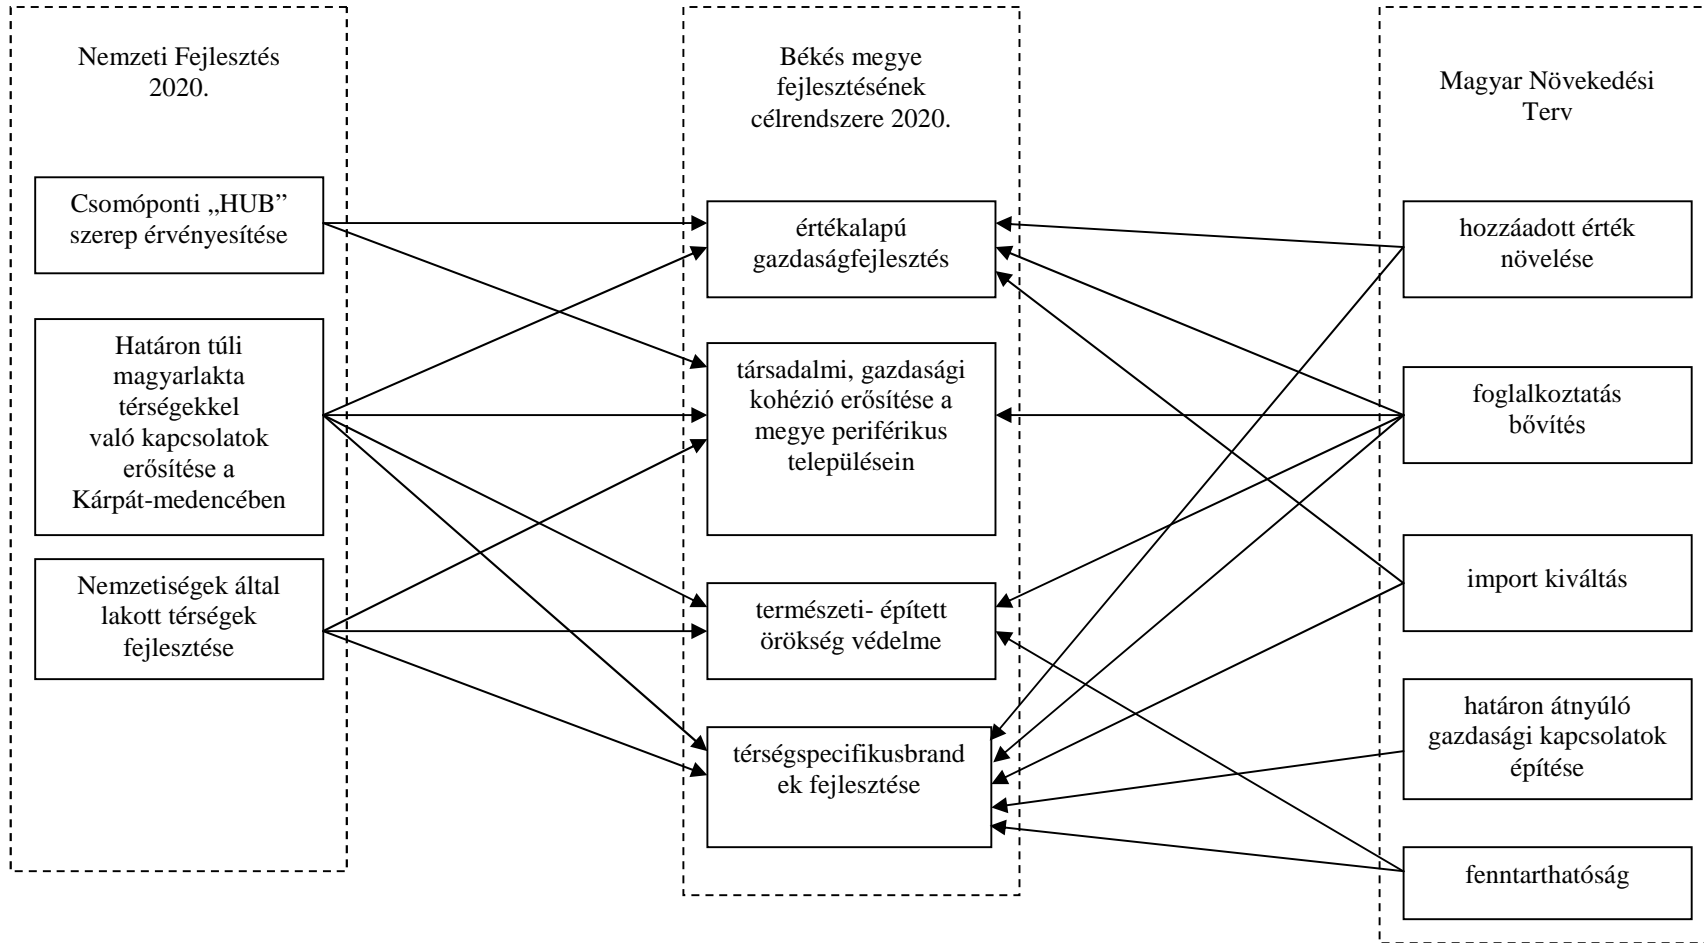 Nemzeti Fejlesztés
2020.
Csomóponti „HUB”
szerep érvényesítése
Határon túli
magyarlakta
térségekkel
való kapcsolatok
erősítése a
Kárpát-medencében
Nemzetiségek által
lakott térségek
fejlesztése
Békés megye
fejlesztésének
célrendszere 2020.
értékalapú
gazdaságfejlesztés
társadalmi, gazdasági
kohézió erősítése a
megye periférikus
településein
természeti- épített
örökség védelme
térségspecifikusbrand
ek fejlesztése
Magyar Növekedési
Terv
hozzáadott érték
növelése
foglalkoztatás
bővítés
import kiváltás
határon átnyúló
gazdasági kapcsolatok
építése
fenntarthatóság